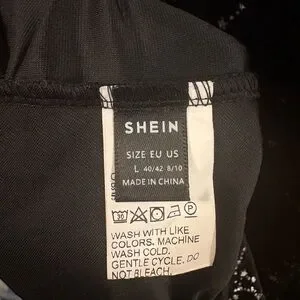 SHEIN
SIZE EU US
L 40/42 8/10
MADE IN CHINA
WASH WITH LIKE
COLORS. MACHINE
WASH COLD.
GENTLE CYCLE. DO
NOT BLEACH.